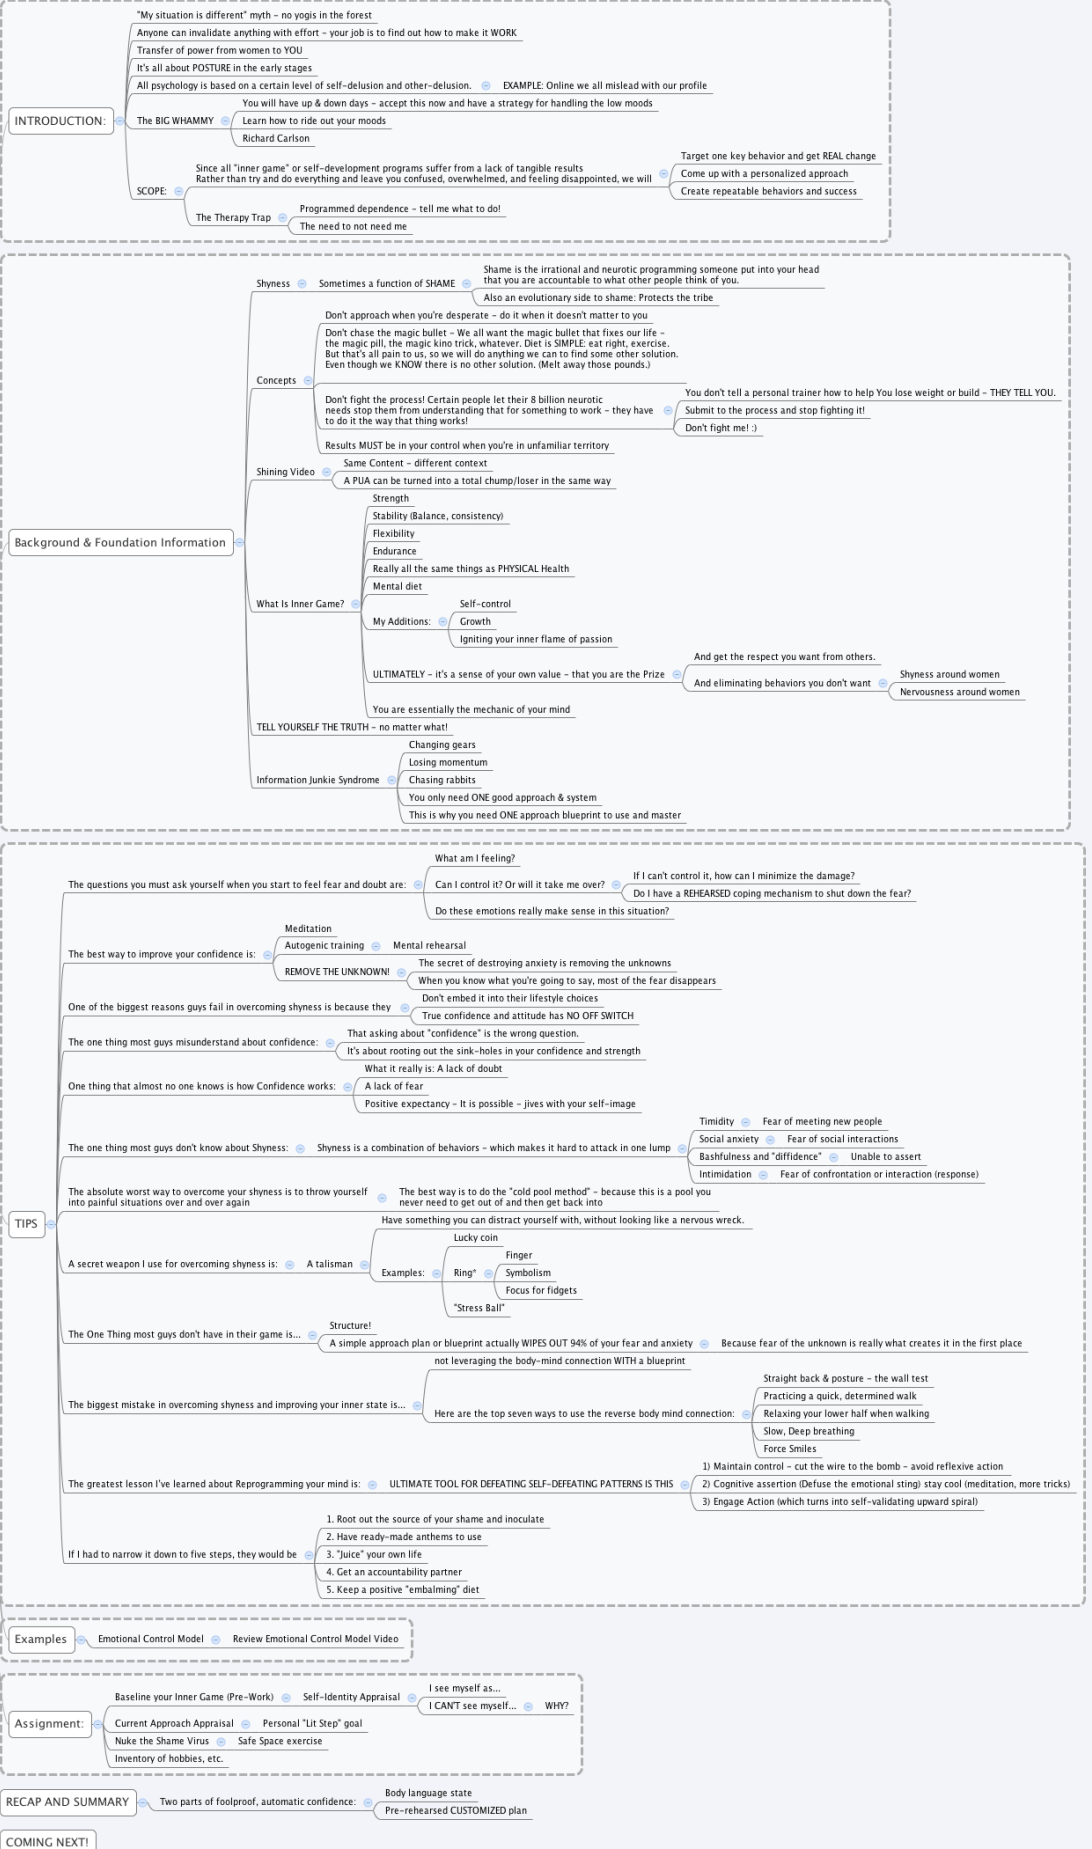 INTRODUCTION:
"My situation is different" myth - no yogis in the forest
Anyone can invalidate anything with effort - your job is to find out how to make it WORK
Transfer of power from women to YOU
It's all about POSTURE in the early stages
All psychology is based on a certain level of self-delusion and other-delusion.
EXAMPLE: Online we all mislead with our profile
The BIG WHAMMY
You will have up & down days - accept this now and have a strategy for handling the low moods
Learn how to ride out your moods
Richard Carlson
SCOPE:
Since all "inner game" or self-development programs suffer from a lack of tangible results
Rather than try and do everything and leave you confused, overwhelmed, and feeling disappointed, we will
Target one key behavior and get REAL change
Come up with a personalized approach
Create repeatable behaviors and success
The Therapy Trap
Programmed dependence - tell me what to do!
The need to not need me
Background & Foundation Information
Shyness
Sometimes a function of SHAME
Shame is the irrational and neurotic programming someone put into your head
that you are accountable to what other people think of you.
Also an evolutionary side to shame: Protects the tribe
Concepts
Don't approach when you're desperate - do it when it doesn't matter to you
Don't chase the magic bullet - We all want the magic bullet that fixes our life -
the magic pill, the magic kino trick, whatever. Diet is SIMPLE: eat right, exercise.
But that's all pain to us, so we will do anything we can to find some other solution.
Even though we KNOW there is no other solution. (Melt away those pounds.)
Don't fight the process! Certain people let their 8 billion neurotic
needs stop them from understanding that for something to work - they have
to do it the way that thing works!
You don't tell a personal trainer how to help You lose weight or build - THEY TELL YOU.
Submit to the process and stop fighting it!
Don't fight me! :)
Results MUST be in your control when you're in unfamiliar territory
Shining Video
Same Content - different context
A PUA can be turned into a total chump/loser in the same way
What Is Inner Game?
Strength
Stability (Balance, consistency)
Flexibility
Endurance
Really all the same things as PHYSICAL Health
Mental diet
My Additions:
Self-control
Growth
Igniting your inner flame of passion
ULTIMATELY - it's a sense of your own value - that you are the Prize
And get the respect you want from others.
And eliminating behaviors you don't want
Shyness around women
Nervousness around women
You are essentially the mechanic of your mind
TELL YOURSELF THE TRUTH - no matter what!
Information Junkie Syndrome
Changing gears
Losing momentum
Chasing rabbits
You only need ONE good approach & system
This is why you need ONE approach blueprint to use and master
TIPS
The questions you must ask yourself when you start to feel fear and doubt are:
What am I feeling?
Can I control it? Or will it take me over?
If I can't control it, how can I minimize the damage?
Do I have a REHEARSED coping mechanism to shut down the fear?
Do these emotions really make sense in this situation?
The best way to improve your confidence is:
Meditation
Autogenic training
Mental rehearsal
REMOVE THE UNKNOWN!
The secret of destroying anxiety is removing the unknowns
When you know what you're going to say, most of the fear disappears
One of the biggest reasons guys fail in overcoming shyness is because they
Don't embed it into their lifestyle choices
True confidence and attitude has NO OFF SWITCH
The one thing most guys misunderstand about confidence:
That asking about "confidence" is the wrong question.
It's about rooting out the sink-holes in your confidence and strength
One thing that almost no one knows is how Confidence works:
What it really is: A lack of doubt
A lack of fear
Positive expectancy - It is possible - jives with your self-image
The one thing most guys don't know about Shyness:
Shyness is a combination of behaviors - which makes it hard to attack in one lump
Timidity
Fear of meeting new people
Social anxiety
Fear of social interactions
Bashfulness and "diffidence"
Unable to assert
Intimidation
Fear of confrontation or interaction (response)
The absolute worst way to overcome your shyness is to throw yourself
into painful situations over and over again
The best way is to do the "cold pool method" - because this is a pool you
never need to get out of and then get back into
A secret weapon I use for overcoming shyness is:
A talisman
Have something you can distract yourself with, without looking like a nervous wreck.
Examples:
Lucky coin
Ring*
Finger
Symbolism
Focus for fidgets
"Stress Ball"
The One Thing most guys don't have in their game is...
Structure!
A simple approach plan or blueprint actually WIPES OUT 94% of your fear and anxiety
Because fear of the unknown is really what creates it in the first place
The biggest mistake in overcoming shyness and improving your inner state is...
not leveraging the body-mind connection WITH a blueprint
Here are the top seven ways to use the reverse body mind connection:
Straight back & posture - the wall test
Practicing a quick, determined walk
Relaxing your lower half when walking
Slow, Deep breathing
Force Smiles
The greatest lesson I've learned about Reprogramming your mind is:
ULTIMATE TOOL FOR DEFEATING SELF-DEFEATING PATTERNS IS THIS
1) Maintain control - cut the wire to the bomb - avoid reflexive action
2) Cognitive assertion (Defuse the emotional sting) stay cool (meditation, more tricks)
3) Engage Action (which turns into self-validating upward spiral)
If I had to narrow it down to five steps, they would be
1. Root out the source of your shame and inoculate
2. Have ready-made anthems to use
3. "Juice" your own life
4. Get an accountability partner
5. Keep a positive "embalming" diet
Examples
Emotional Control Model
Review Emotional Control Model Video
Assignment:
Baseline your Inner Game (Pre-Work)
Self-Identity Appraisal
I see myself as...
I CAN'T see myself...
WHY?
Current Approach Appraisal
Personal "Lit Step" goal
Nuke the Shame Virus
Safe Space exercise
Inventory of hobbies, etc.
RECAP AND SUMMARY
Two parts of foolproof, automatic confidence:
Body language state
Pre-rehearsed CUSTOMIZED plan
COMING NEXT!